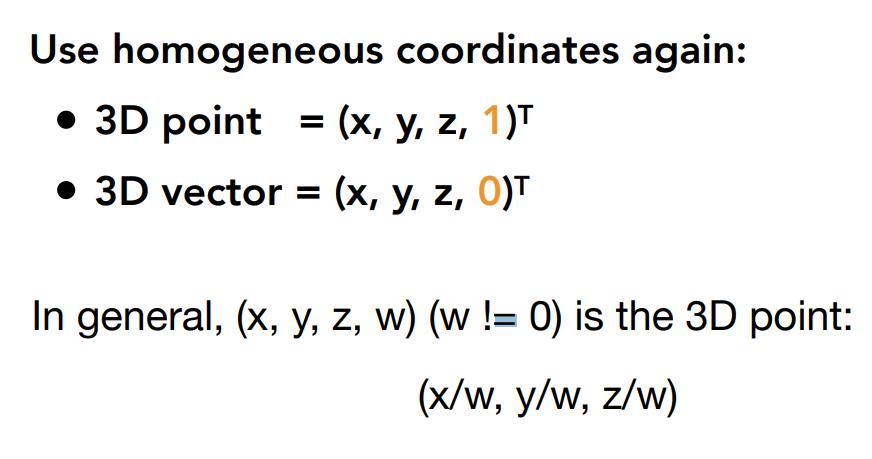 Use homogeneous coordinates again:
• 3D point = (x, y, z, 1)ᵀ
• 3D vector = (x, y, z, 0)ᵀ
In general, (x, y, z, w) (w != 0) is the 3D point:
(x/w, y/w, z/w)